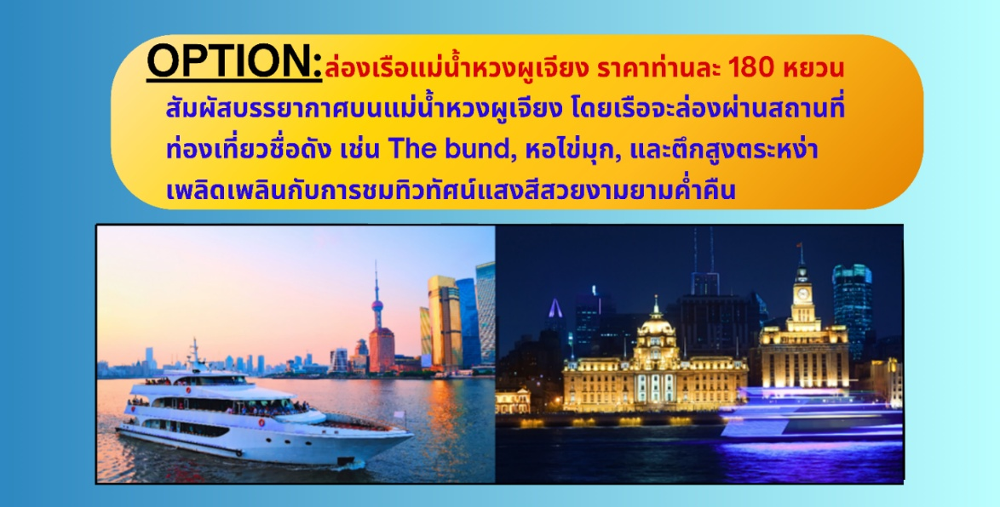 OPTION: ล่องเรือแม่น้ำหวงผูเจียง ราคาท่านละ 180 หยวน
สัมผัสบรรยากาศบนแม่น้ำหวงผูเจียง โดยเรือจะล่องผ่านสถานที่
ท่องเที่ยวชื่อดัง เช่น The bund, หอไข่มุก, และตึกสูงตระหง่า
เพลิดเพลินกับการชมทิวทัศน์แสงสีสวยงามยามค่ำคืน